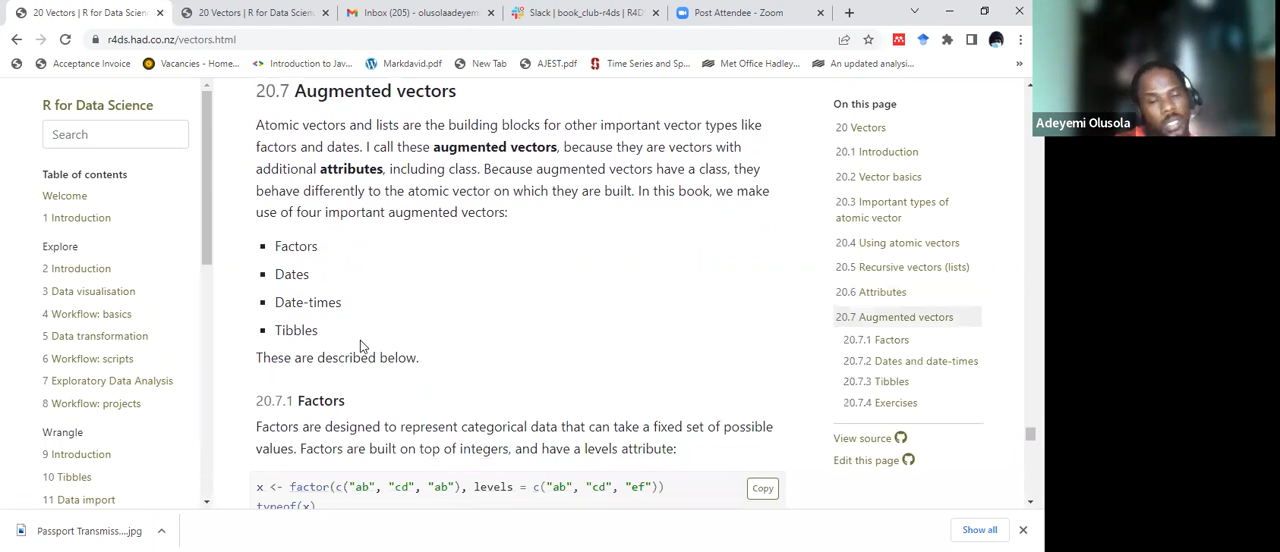 20 Vectors | R for Data Science
20 Vectors | R for Data Scienc
Inbox (205) - olusolaadeyem
Slack | book_club-r4ds | R4D
Post Attendee - Zoom
r4ds.had.co.nz/vectors.html
Acceptance Invoice
Vacancies - Home...
Introduction to Jav...
Markdavid.pdf
New Tab
AJEST.pdf
Time Series and Sp...
Met Office Hadley...
An updated analysi...
»
R for Data Science
Search
Table of contents
Welcome
1 Introduction
Explore
2 Introduction
3 Data visualisation
4 Workflow: basics
5 Data transformation
6 Workflow: scripts
7 Exploratory Data Analysis
8 Workflow: projects
Wrangle
9 Introduction
10 Tibbles
11 Data import
20.7 Augmented vectors
Atomic vectors and lists are the building blocks for other important vector types like
factors and dates. I call these augmented vectors, because they are vectors with
additional attributes, including class. Because augmented vectors have a class, they
behave differently to the atomic vector on which they are built. In this book, we make
use of four important augmented vectors:
▪ Factors
▪ Dates
▪ Date-times
▪ Tibbles
These are described below.
20.7.1 Factors
Factors are designed to represent categorical data that can take a fixed set of possible
values. Factors are built on top of integers, and have a levels attribute:
x <- factor(c("ab", "cd", "ab"), levels = c("ab", "cd", "ef"))
Copy
typeof(x)
On this page
20 Vectors
20.1 Introduction
20.2 Vector basics
20.3 Important types of
atomic vector
20.4 Using atomic vectors
20.5 Recursive vectors (lists)
20.6 Attributes
20.7 Augmented vectors
20.7.1 Factors
20.7.2 Dates and date-times
20.7.3 Tibbles
20.7.4 Exercises
View source
Edit this page
Adeyemi Olusola
Passport Transmiss....jpg
Show all